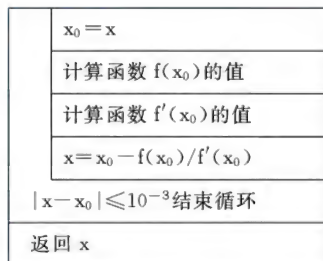 x₀=x
计算函数 f(x₀)的值
计算函数 f′(x₀)的值
x=x₀-f(x₀)/f′(x₀)
|x-x₀|≤10⁻³结束循环
返回 x